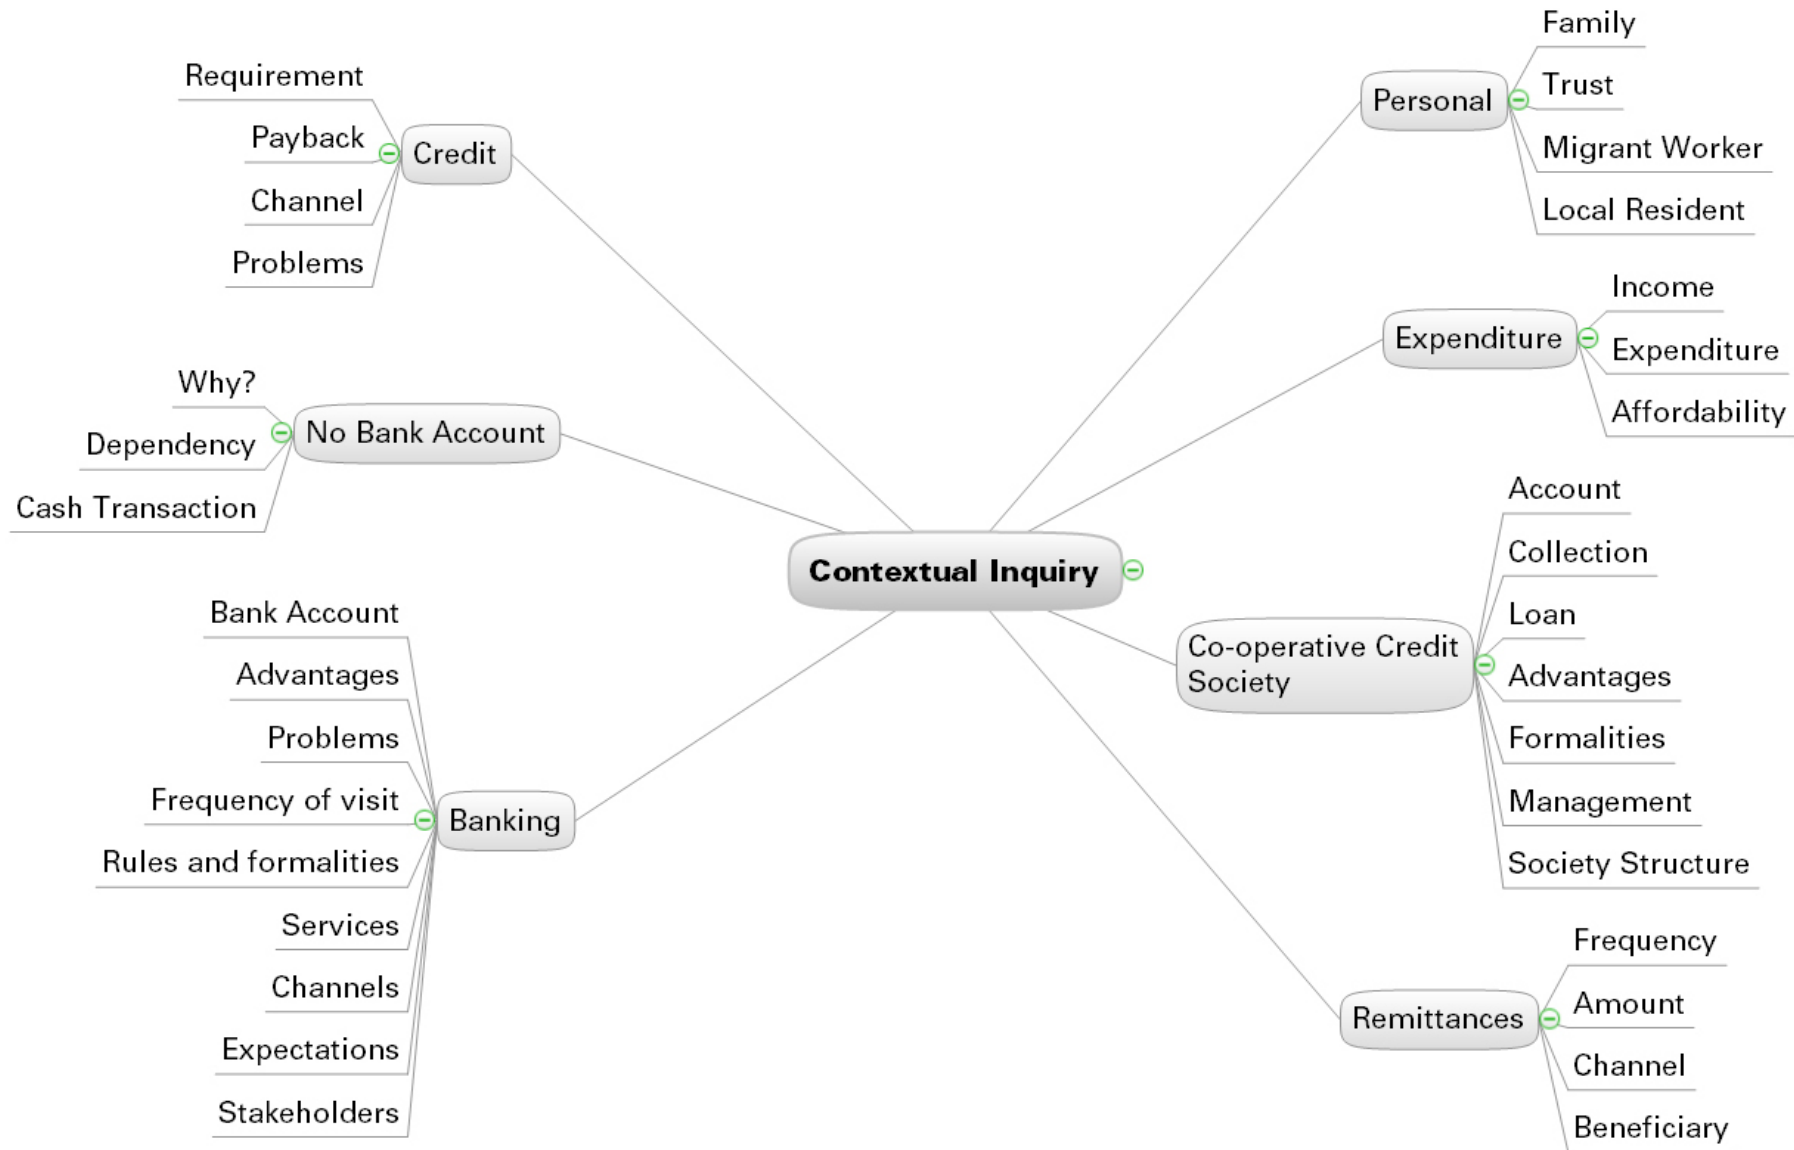 Contextual Inquiry
Credit
Requirement
Payback
Channel
Problems
No Bank Account
Why?
Dependency
Cash Transaction
Banking
Bank Account
Advantages
Problems
Frequency of visit
Rules and formalities
Services
Channels
Expectations
Stakeholders
Personal
Family
Trust
Migrant Worker
Local Resident
Expenditure
Income
Expenditure
Affordability
Co-operative Credit
Society
Account
Collection
Loan
Advantages
Formalities
Management
Society Structure
Remittances
Frequency
Amount
Channel
Beneficiary